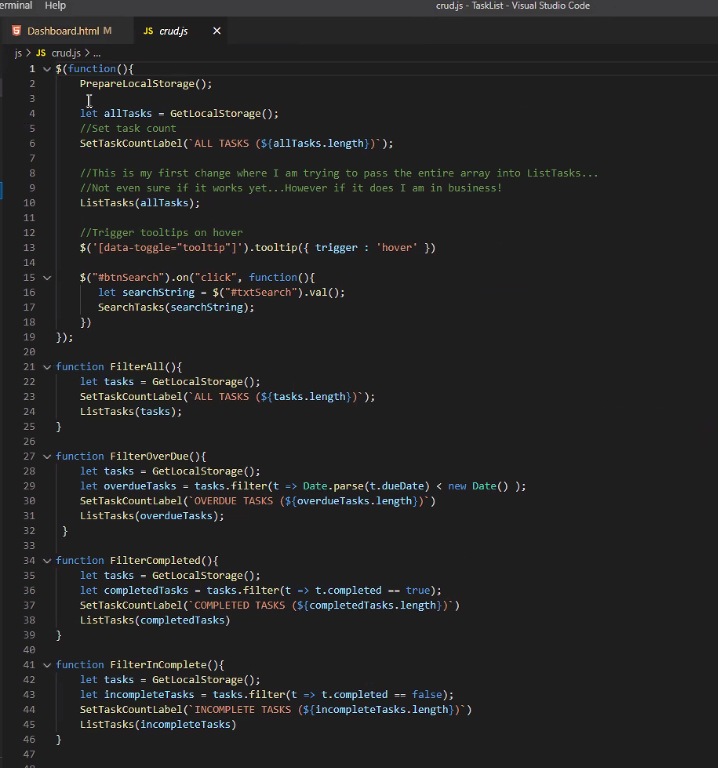 erminal Help crud.js - TaskList - Visual Studio Code
Dashboard.html M JS crud.js ×
js > JS crud.js > ...
1 $(function(){
2 PrepareLocalStorage();
3
4 let allTasks = GetLocalStorage();
5 //Set task count
6 SetTaskCountLabel(`ALL TASKS (${allTasks.length})`);
7
8 //This is my first change where I am trying to pass the entire array into ListTasks...
9 //Not even sure if it works yet...However if it does I am in business!
10 ListTasks(allTasks);
11
12 //Trigger tooltips on hover
13 $('[data-toggle="tooltip"]').tooltip({ trigger : 'hover' })
14
15 $("#btnSearch").on("click", function(){
16 let searchString = $("#txtSearch").val();
17 SearchTasks(searchString);
18 })
19 });
20
21 function FilterAll(){
22 let tasks = GetLocalStorage();
23 SetTaskCountLabel(`ALL TASKS (${tasks.length})`);
24 ListTasks(tasks);
25 }
26
27 function FilterOverDue(){
28 let tasks = GetLocalStorage();
29 let overdueTasks = tasks.filter(t => Date.parse(t.dueDate) < new Date() );
30 SetTaskCountLabel(`OVERDUE TASKS (${overdueTasks.length})`)
31 ListTasks(overdueTasks);
32 }
33
34 function FilterCompleted(){
35 let tasks = GetLocalStorage();
36 let completedTasks = tasks.filter(t => t.completed == true);
37 SetTaskCountLabel(`COMPLETED TASKS (${completedTasks.length})`)
38 ListTasks(completedTasks)
39 }
40
41 function FilterInComplete(){
42 let tasks = GetLocalStorage();
43 let incompleteTasks = tasks.filter(t => t.completed == false);
44 SetTaskCountLabel(`INCOMPLETE TASKS (${incompleteTasks.length})`)
45 ListTasks(incompleteTasks)
46 }
47